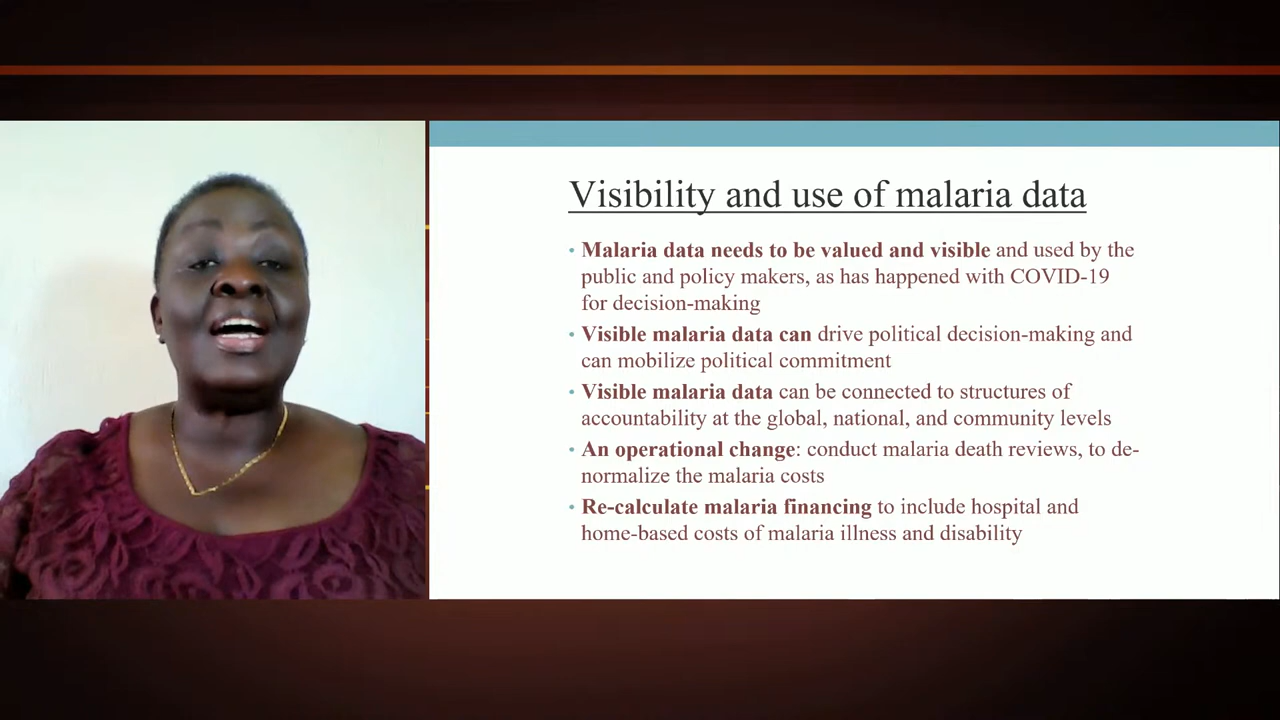 Visibility and use of malaria data
• Malaria data needs to be valued and visible and used by the
public and policy makers, as has happened with COVID-19
for decision-making
• Visible malaria data can drive political decision-making and
can mobilize political commitment
• Visible malaria data can be connected to structures of
accountability at the global, national, and community levels
• An operational change: conduct malaria death reviews, to de-
normalize the malaria costs
• Re-calculate malaria financing to include hospital and
home-based costs of malaria illness and disability